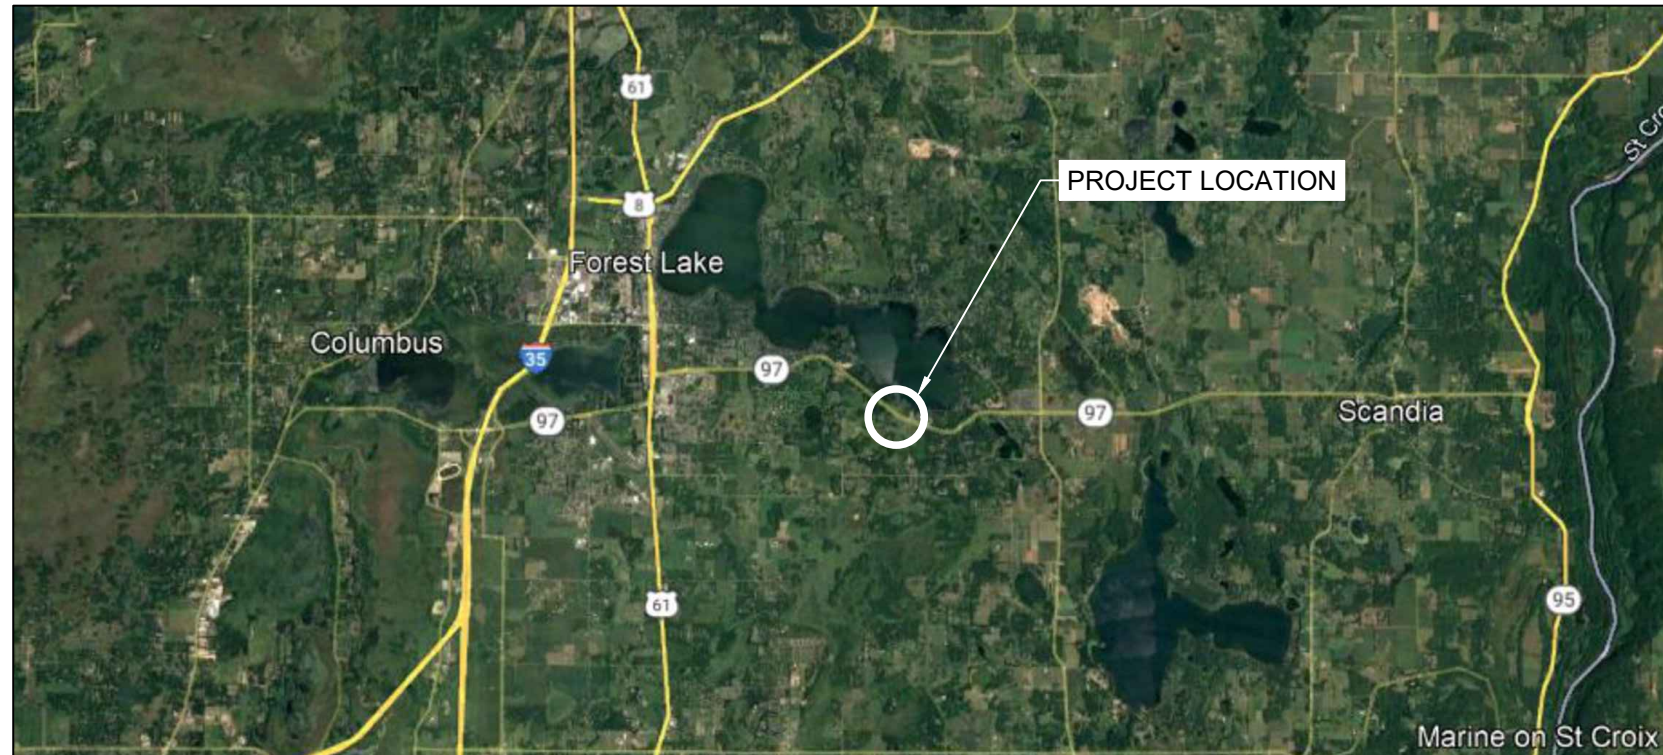 61
PROJECT LOCATION
8
St Cro
Forest Lake
Columbus
35
97
97
97
Scandia
61
95
Marine on St Croix